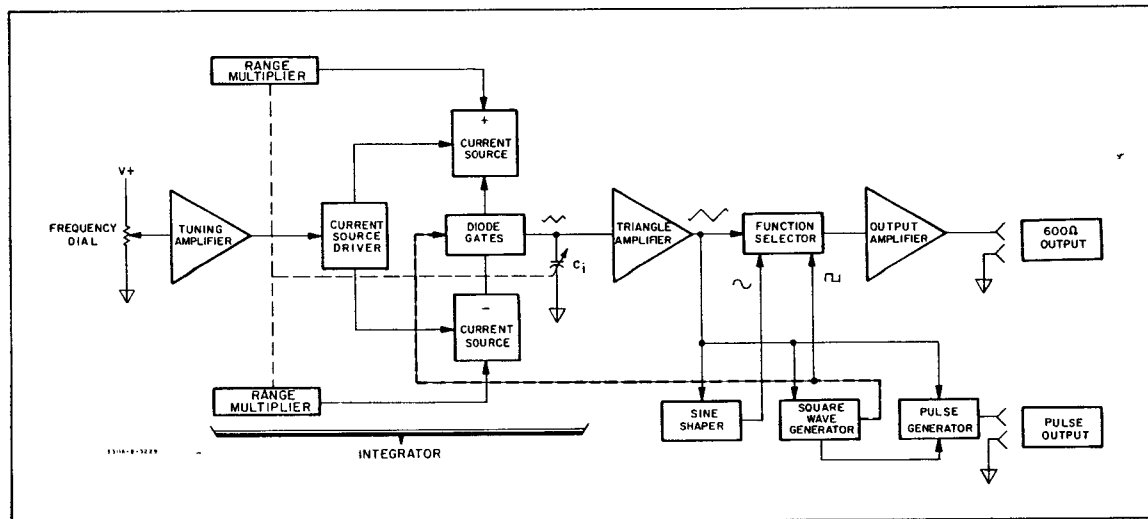 RANGE
MULTIPLIER
+
CURRENT
SOURCE
V+
FREQUENCY
DIAL
TUNING
AMPLIFIER
CURRENT
SOURCE
DRIVER
DIODE
GATES
Ci
TRIANGLE
AMPLIFIER
FUNCTION
SELECTOR
OUTPUT
AMPLIFIER
600Ω
OUTPUT
−
CURRENT
SOURCE
RANGE
MULTIPLIER
SINE
SHAPER
SQUARE
WAVE
GENERATOR
PULSE
GENERATOR
PULSE
OUTPUT
INTEGRATOR